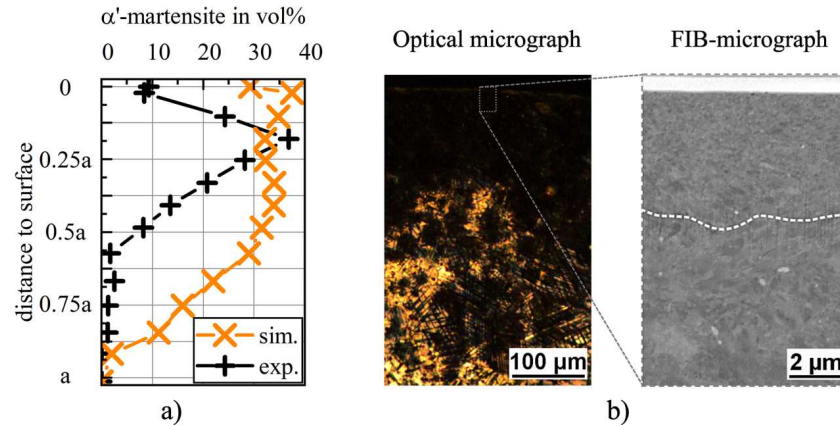 α'-martensite in vol%
a)
0 10 20 30 40
0
0.25a
0.5a
0.75a
a
distance to surface
sim.
exp.
a)
Optical micrograph
FIB-micrograph
100 µm
2 µm
b)